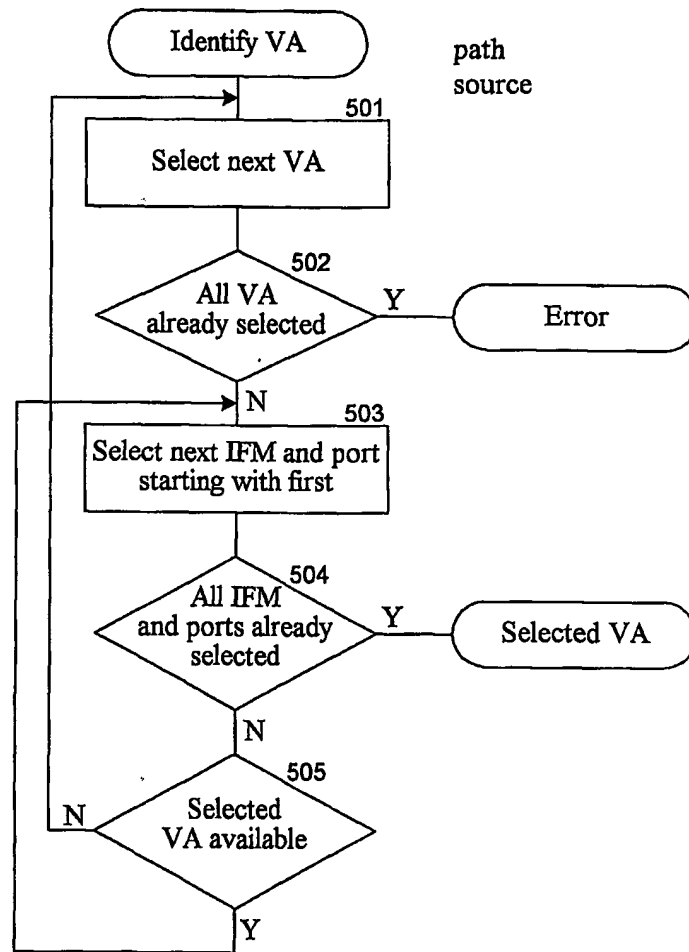 Identify VA
path
source
501
Select next VA
502
All VA
already selected
Y
Error
N
503
Select next IFM and port
starting with first
504
All IFM
and ports already
selected
Y
Selected VA
N
505
Selected
VA available
N
Y